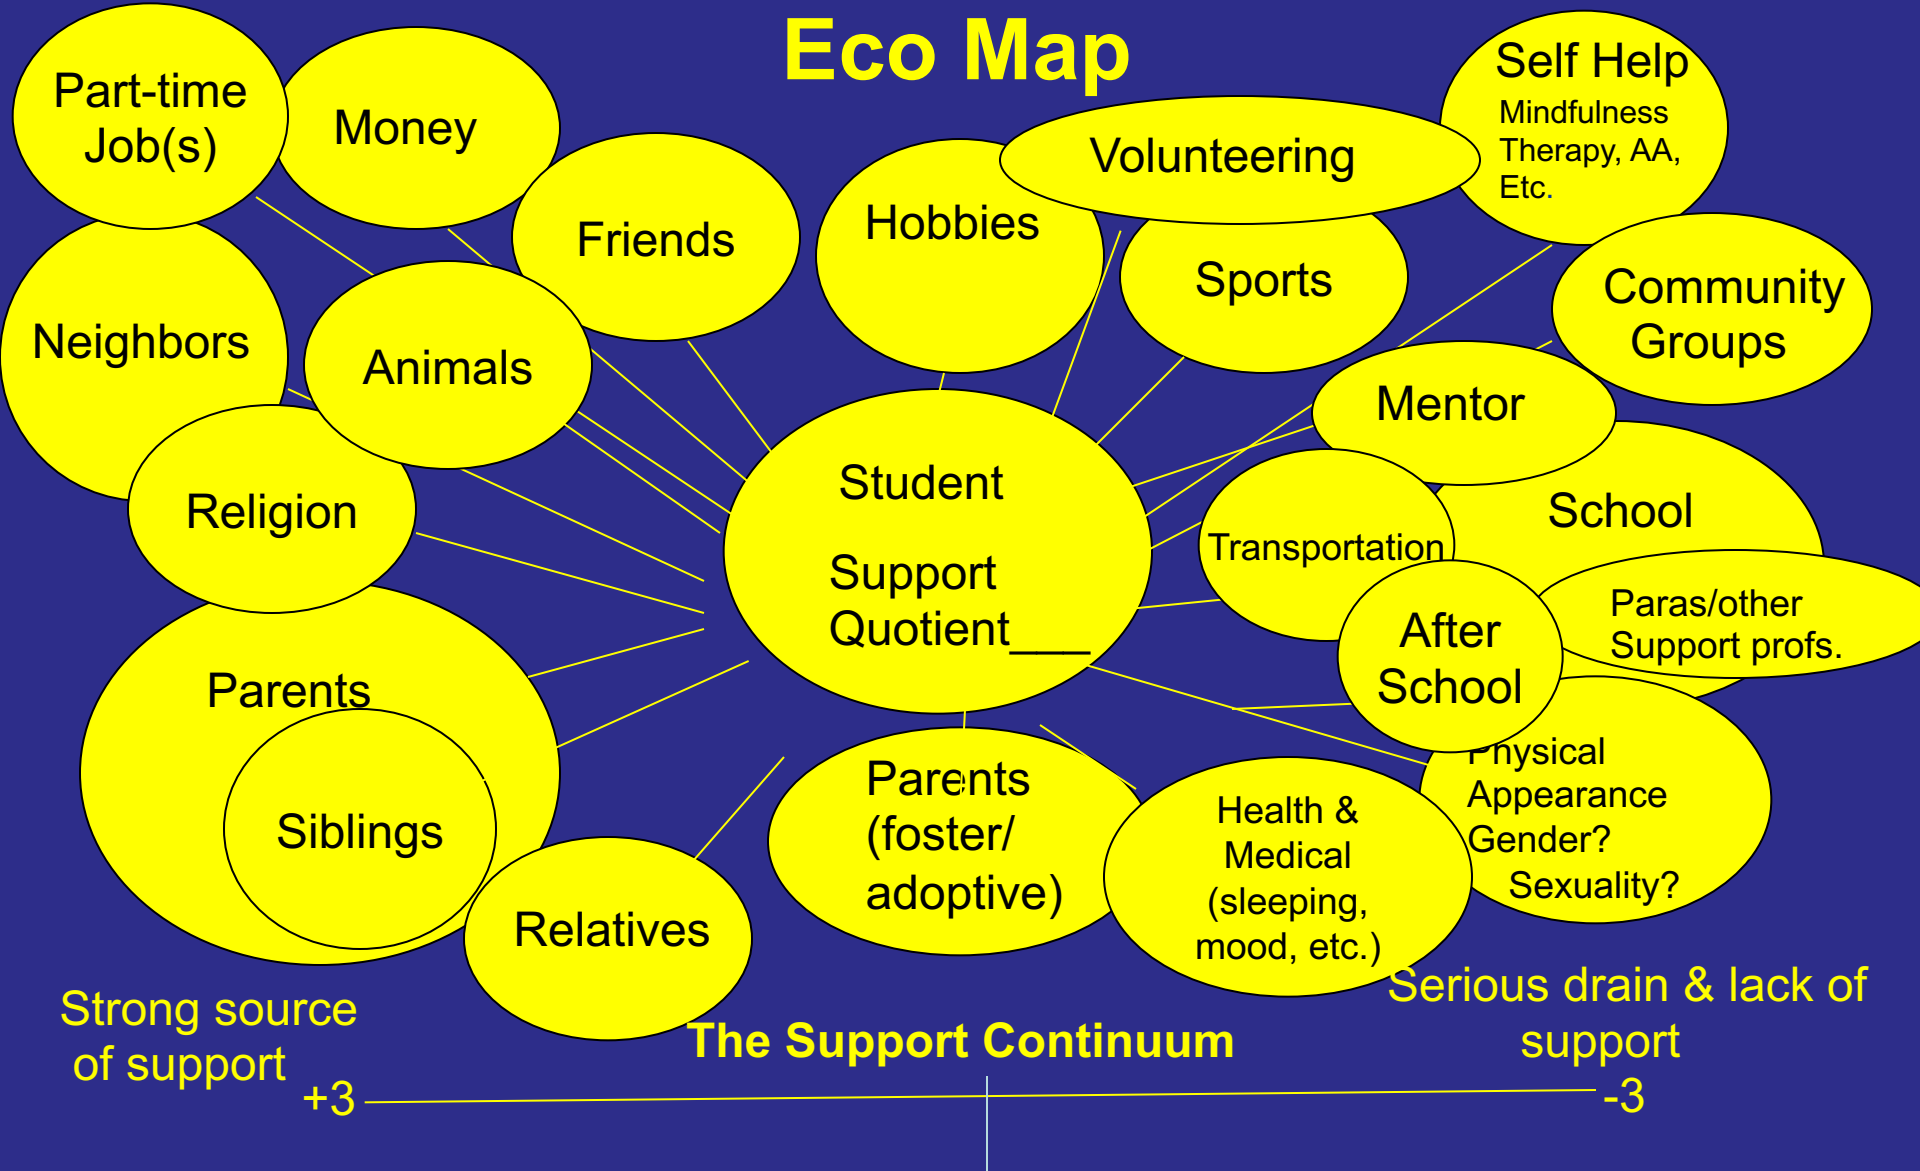 Eco Map
Part-time
Job(s)
Money
Friends
Hobbies
Volunteering
Sports
Self Help
Mindfulness
Therapy, AA,
Etc.
Community
Groups
Neighbors
Animals
Mentor
Religion
Student
Support
Quotient___
Transportation
School
Paras/other
Support profs.
After
School
Parents
Siblings
Relatives
Parents
(foster/
adoptive)
Health &
Medical
(sleeping,
mood, etc.)
Physical
Appearance
Gender?
Sexuality?
Strong source
of support
The Support Continuum
Serious drain & lack of
support
+3
-3